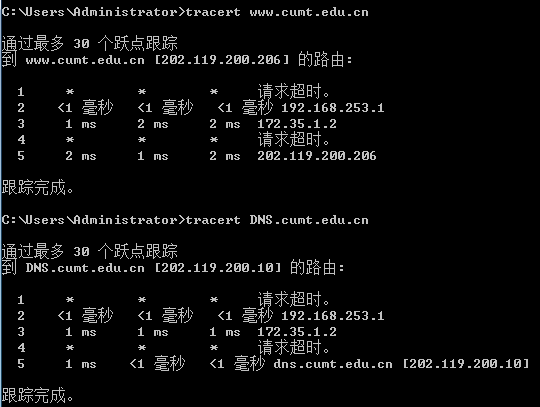 C:\Users\Administrator>tracert www.cumt.edu.cn
通过最多 30 个跃点跟踪
到 www.cumt.edu.cn [202.119.200.206] 的路由:
1 * * * 请求超时。
2 <1 毫秒 <1 毫秒 <1 毫秒 192.168.253.1
3 1 ms 2 ms 2 ms 172.35.1.2
4 * * * 请求超时。
5 2 ms 1 ms 2 ms 202.119.200.206
跟踪完成。
C:\Users\Administrator>tracert DNS.cumt.edu.cn
通过最多 30 个跃点跟踪
到 DNS.cumt.edu.cn [202.119.200.10] 的路由:
1 * * * 请求超时。
2 <1 毫秒 <1 毫秒 <1 毫秒 192.168.253.1
3 1 ms 1 ms 1 ms 172.35.1.2
4 * * * 请求超时。
5 1 ms <1 毫秒 <1 毫秒 dns.cumt.edu.cn [202.119.200.10]
跟踪完成。